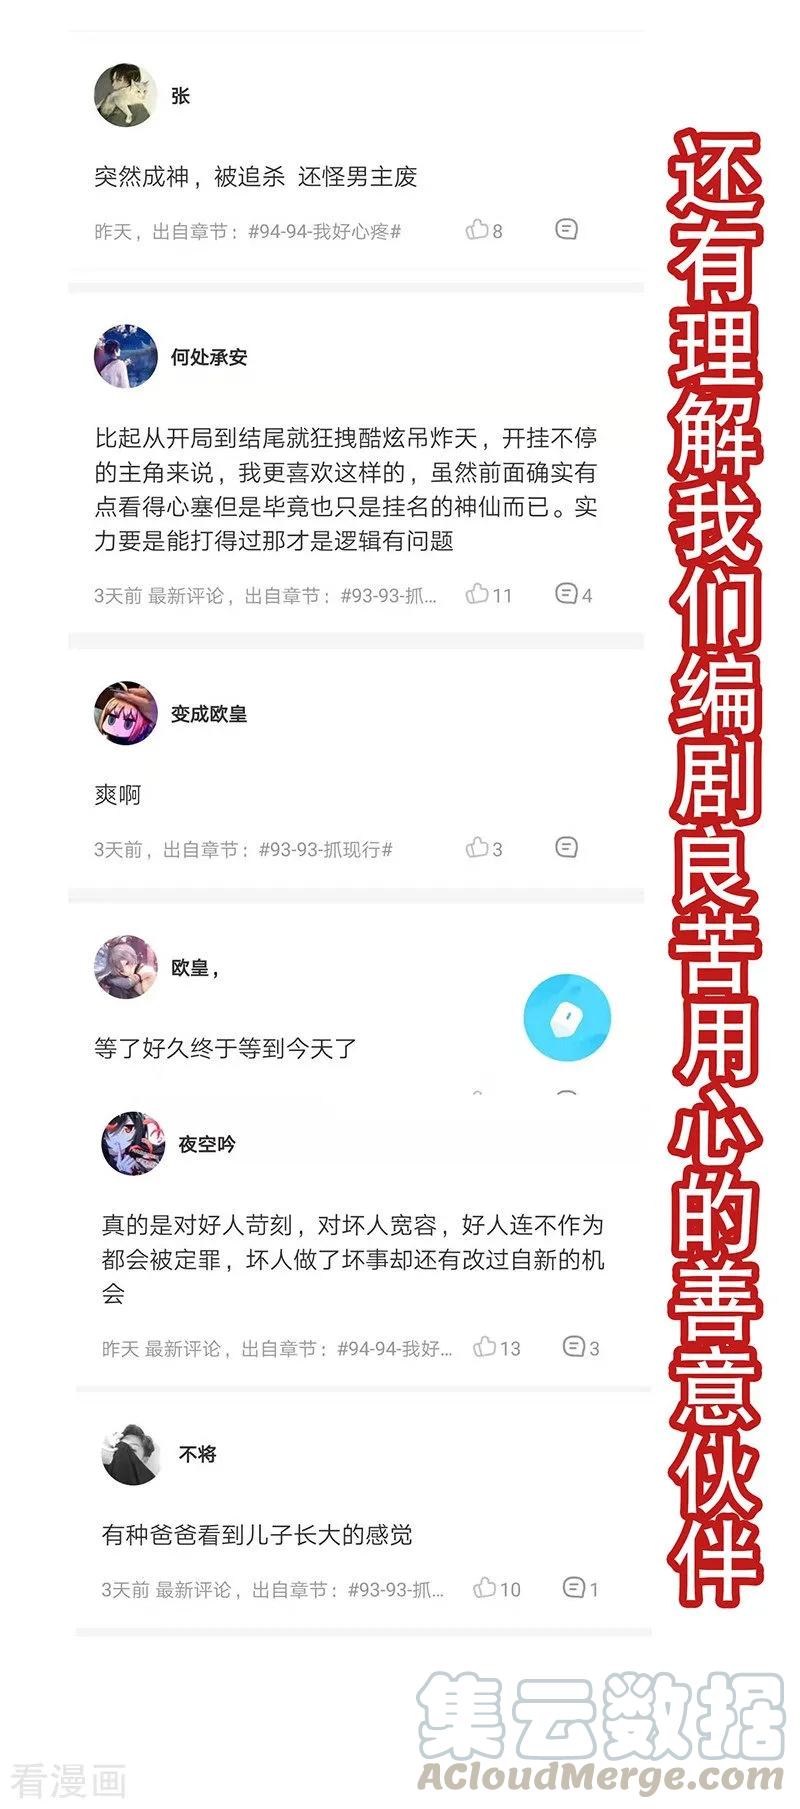 张
突然成神，被追杀 还怪男主废
昨天，出自章节：#94-94-我好心疼#
8
何处承安
比起从开局到结尾就狂拽酷炫吊炸天，开挂不停
的主角来说，我更喜欢这样的，虽然前面确实有
点看得心塞但是毕竟也只是挂名的神仙而已。实
力要是能打得过那才是逻辑有问题
3天前 最新评论，出自章节：#93-93-抓...
11
4
变成欧皇
爽啊
3天前，出自章节：#93-93-抓现行#
3
欧皇，
等了好久终于等到今天了
夜空吟
真的是对好人苛刻，对坏人宽容，好人连不作为
都会被定罪，坏人做了坏事却还有改过自新的机
会
昨天 最新评论，出自章节：#94-94-我好...
13
3
不将
有种爸爸看到儿子长大的感觉
3天前 最新评论，出自章节：#93-93-抓...
10
1
还有理解我们编剧良苦用心的善意伙伴
看漫画
集云数据
ACloudMerge.com